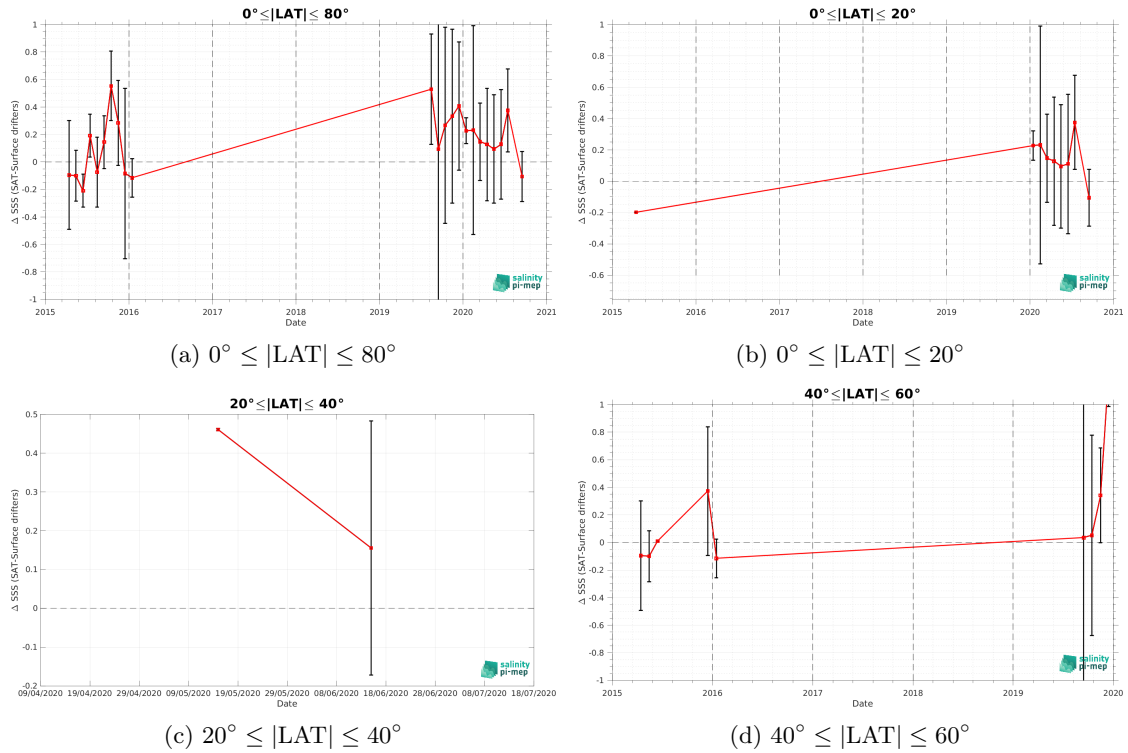 0°≤|LAT|≤ 80°
1
0.8
0.6
0.4
0.2
0
-0.2
-0.4
-0.6
-0.8
-1
Δ SSS (SAT-Surface drifters)
2015 2016 2017 2018 2019 2020 2021
Date
salinity
pi-mep
(a) 0° ≤ |LAT| ≤ 80°
0°≤|LAT|≤ 20°
1
0.8
0.6
0.4
0.2
0
-0.2
-0.4
-0.6
Δ SSS (SAT-Surface drifters)
2015 2016 2017 2018 2019 2020 2021
Date
salinity
pi-mep
(b) 0° ≤ |LAT| ≤ 20°
20°≤|LAT|≤ 40°
0.5
0.4
0.3
0.2
0.1
0
-0.1
-0.2
Δ SSS (SAT-Surface drifters)
09/04/2020 19/04/2020 29/04/2020 09/05/2020 19/05/2020 29/05/2020 08/06/2020 18/06/2020 28/06/2020 08/07/2020 18/07/2020
Date
salinity
pi-mep
(c) 20° ≤ |LAT| ≤ 40°
40°≤|LAT|≤ 60°
1
0.8
0.6
0.4
0.2
0
-0.2
-0.4
-0.6
-0.8
-1
Δ SSS (SAT-Surface drifters)
2015 2016 2017 2018 2019 2020
Date
salinity
pi-mep
(d) 40° ≤ |LAT| ≤ 60°